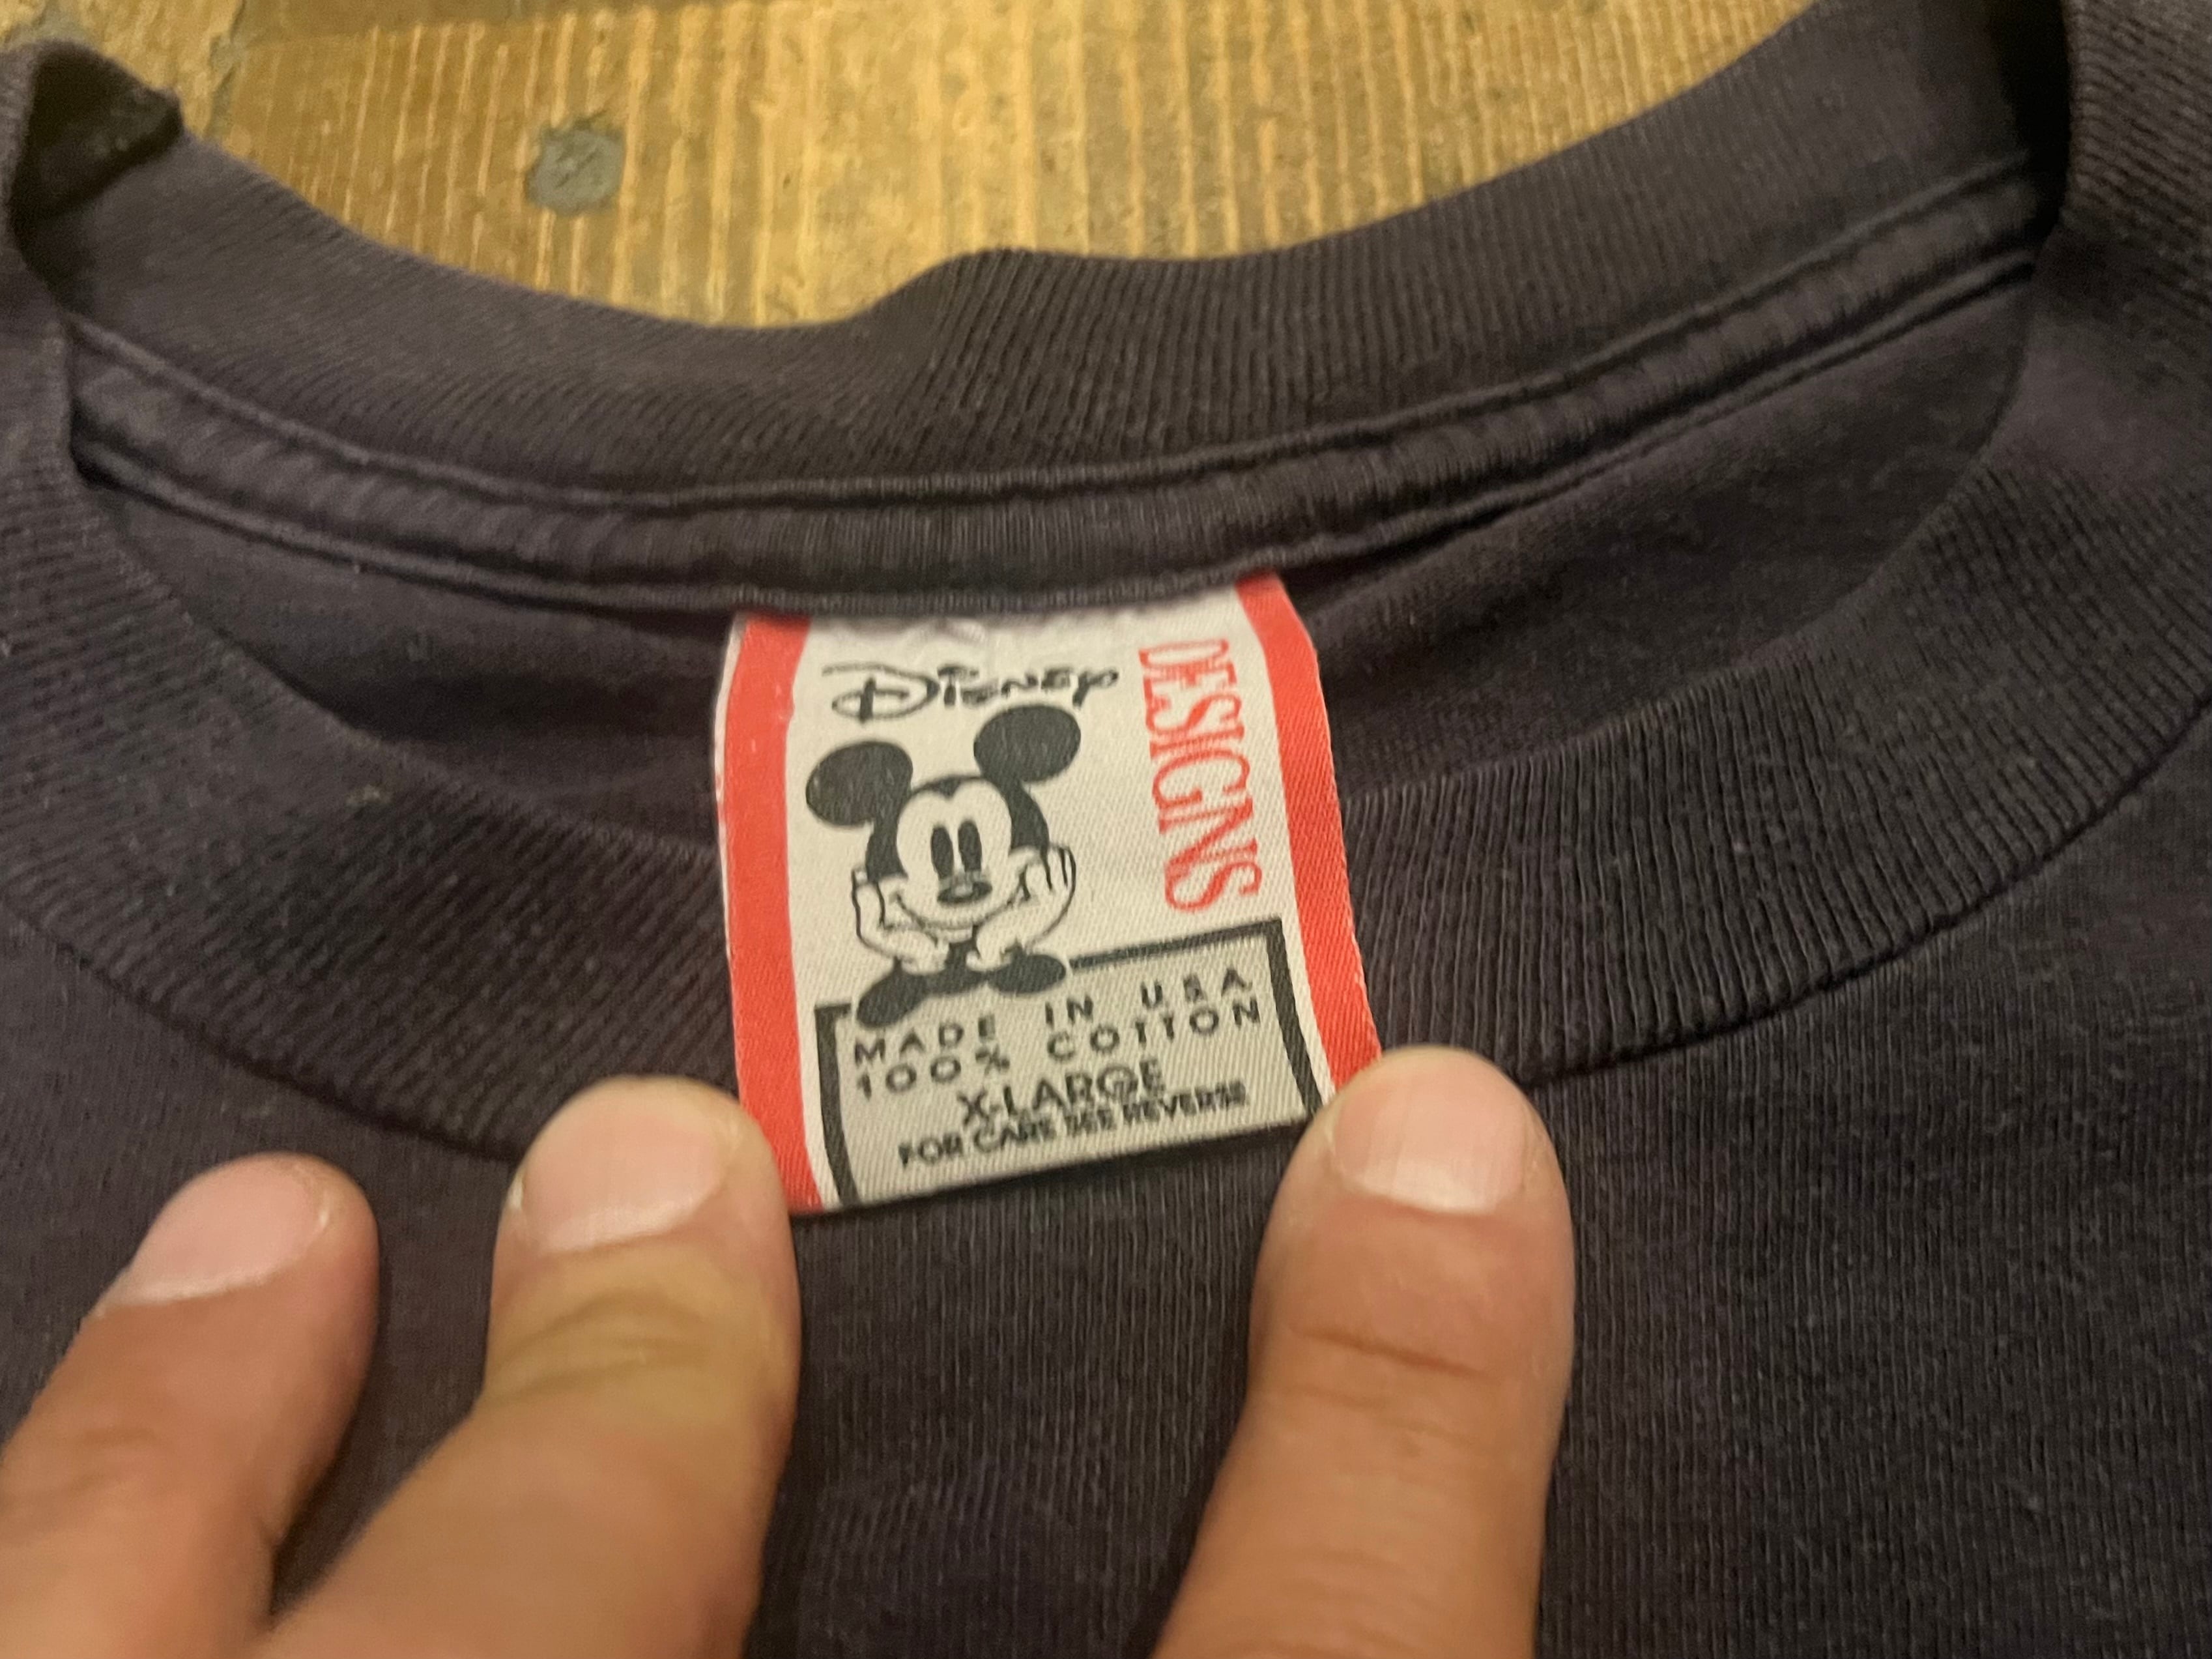 Disney
DESIGNS
MADE IN USA
100% COTTON
X-LARGE
FOR CARE SEE REVERSE